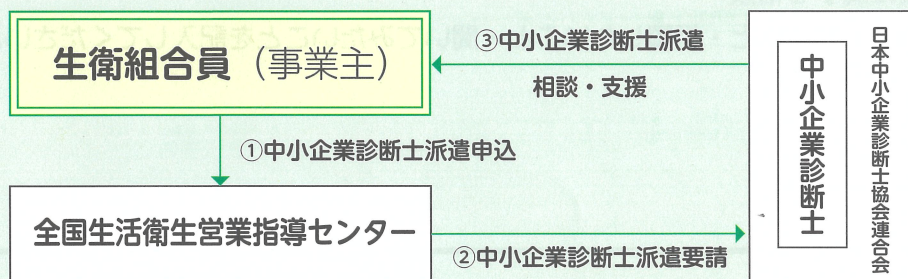 生衛組合員（事業主）
③中小企業診断士派遣
相談・支援
①中小企業診断士派遣申込
全国生活衛生営業指導センター
②中小企業診断士派遣要請
中小企業診断士
日本中小企業診断士協会連合会